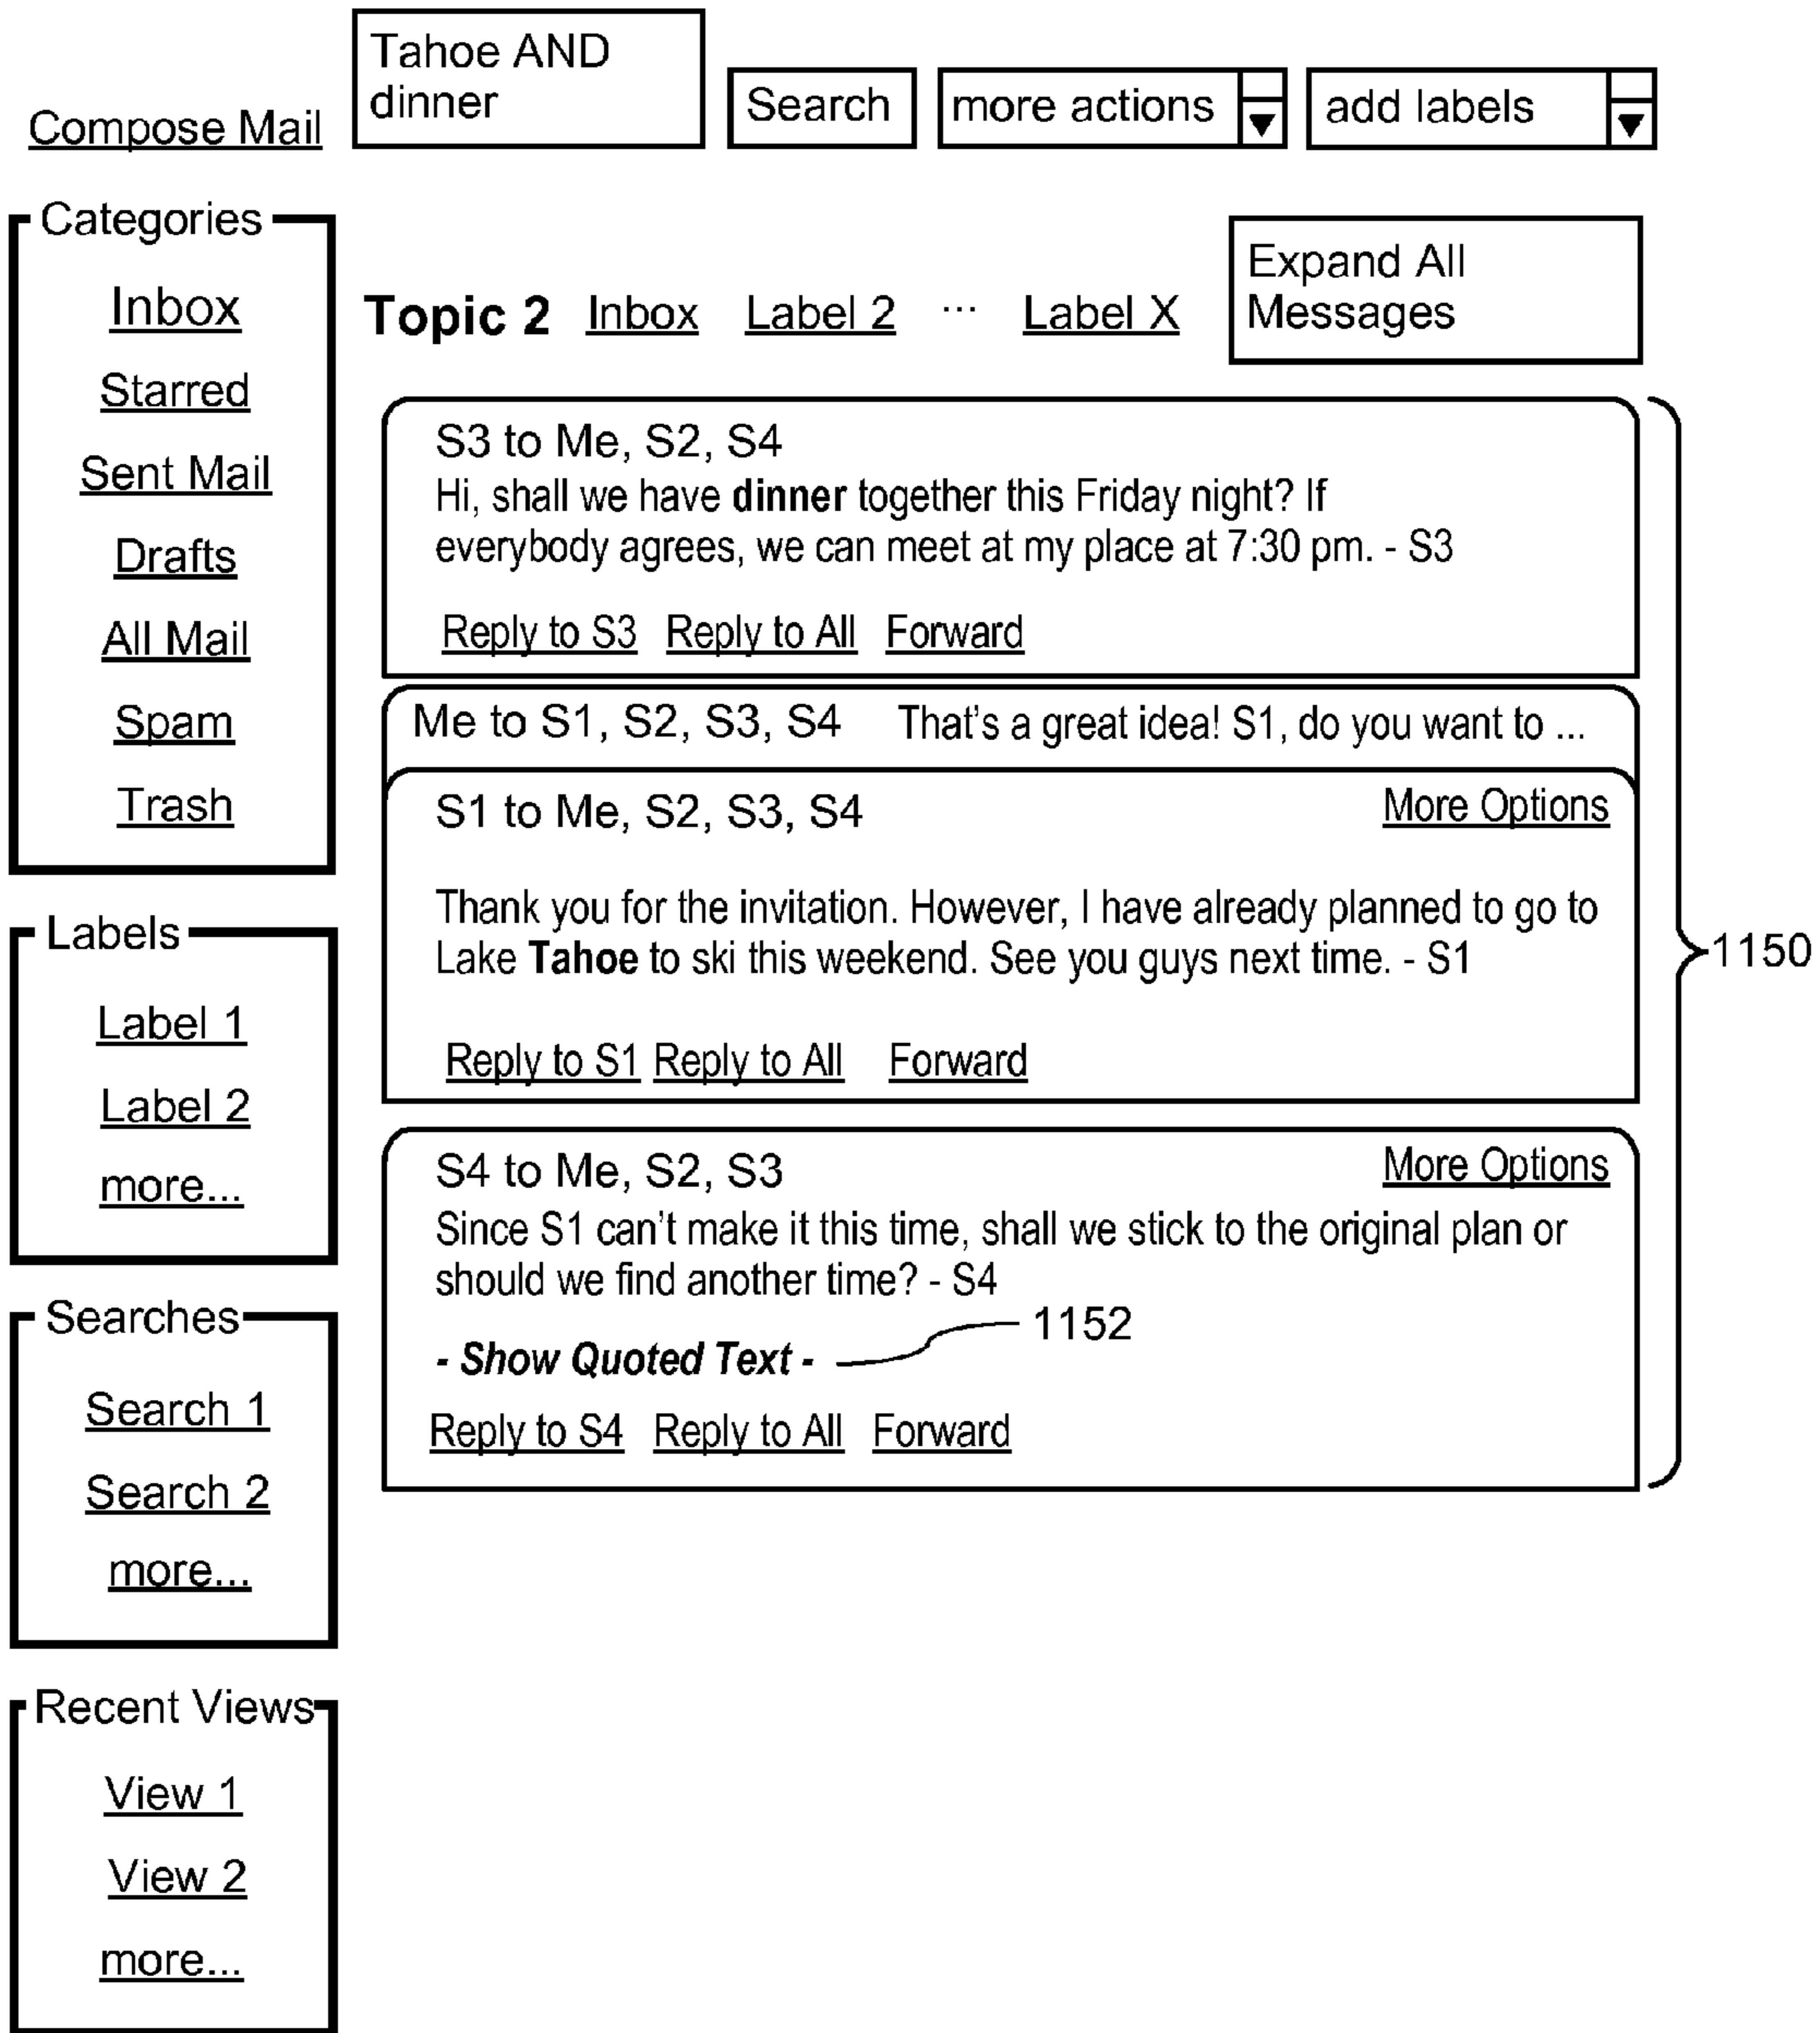 Tahoe AND
dinner
Compose Mail
Search
more actions
add labels
Categories
Inbox
Starred
Sent Mail
Drafts
All Mail
Spam
Trash
Labels
Label 1
Label 2
more...
Searches
Search 1
Search 2
more...
Recent Views
View 1
View 2
more...
Topic 2 Inbox Label 2 ... Label X
Expand All
Messages
S3 to Me, S2, S4
Hi, shall we have dinner together this Friday night? If
everybody agrees, we can meet at my place at 7:30 pm. - S3
Reply to S3 Reply to All Forward
Me to S1, S2, S3, S4 That's a great idea! S1, do you want to ...
S1 to Me, S2, S3, S4 More Options
Thank you for the invitation. However, I have already planned to go to
Lake Tahoe to ski this weekend. See you guys next time. - S1
Reply to S1 Reply to All Forward
S4 to Me, S2, S3 More Options
Since S1 can't make it this time, shall we stick to the original plan or
should we find another time? - S4
- Show Quoted Text -
1152
Reply to S4 Reply to All Forward
1150